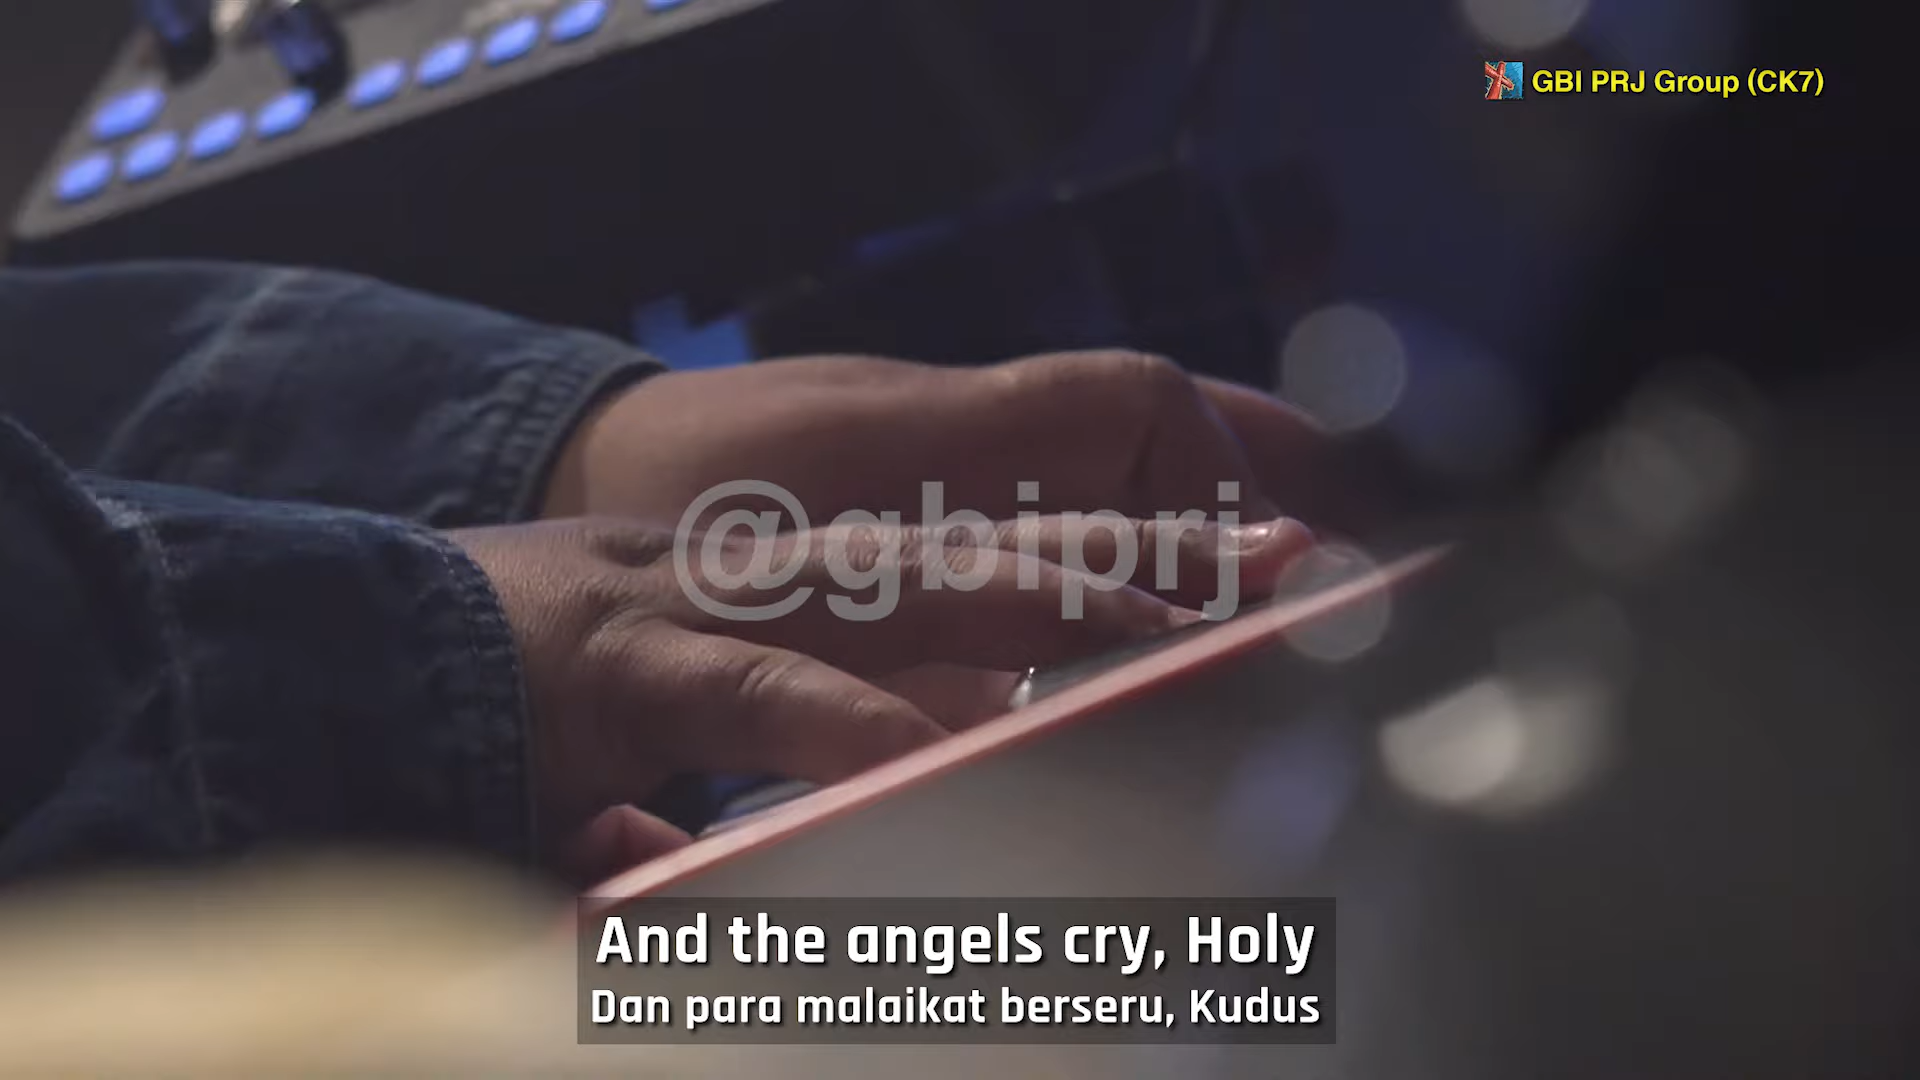 GBI PRJ Group (CK7)
@gbiprj
And the angels cry, Holy
Dan para malaikat berseru, Kudus